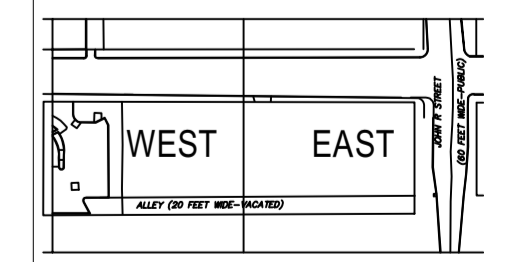 WEST
EAST
JOHN R STREET
(60 FEET WIDE-PUBLIC)
ALLEY (20 FEET WIDE-VACATED)